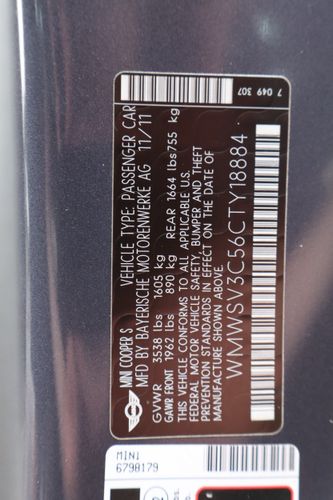 MINI COOPER S VEHICLE TYPE: PASSENGER CAR
MFD BY BAYERISCHE MOTORENWERKE AG 11/11
GVWR 3538 lbs 1605 kg
GAWR FRONT 1962 lbs 890 kg REAR 1664 lbs755 kg
THIS VEHICLE CONFORMS TO ALL APPLICABLE U.S.
FEDERAL MOTOR VEHICLE SAFETY, BUMPER AND THEFT
PREVENTION STANDARDS IN EFFECT ON THE DATE OF
MANUFACTURE SHOWN ABOVE.
WMWSV3C56CTY18884
7 049 307
MINI
6798179